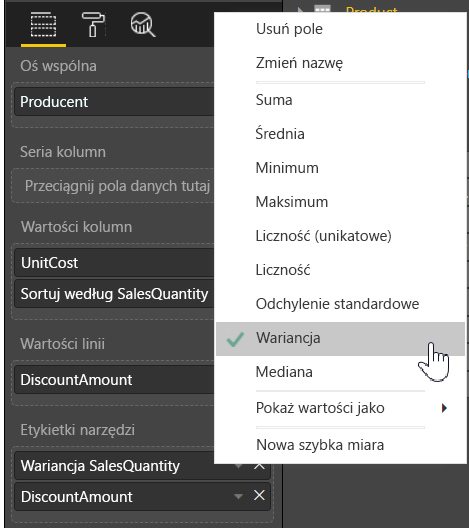 Product
Oś wspólna
Producent
Seria kolumn
Przeciągnij pola danych tutaj
Wartości kolumn
UnitCost
Sortuj według SalesQuantity
Wartości linii
DiscountAmount
Etykietki narzędzi
Wariancja SalesQuantity
DiscountAmount
Usuń pole
Zmień nazwę
Suma
Średnia
Minimum
Maksimum
Liczność (unikatowe)
Liczność
Odchylenie standardowe
Wariancja
Mediana
Pokaż wartości jako
Nowa szybka miara